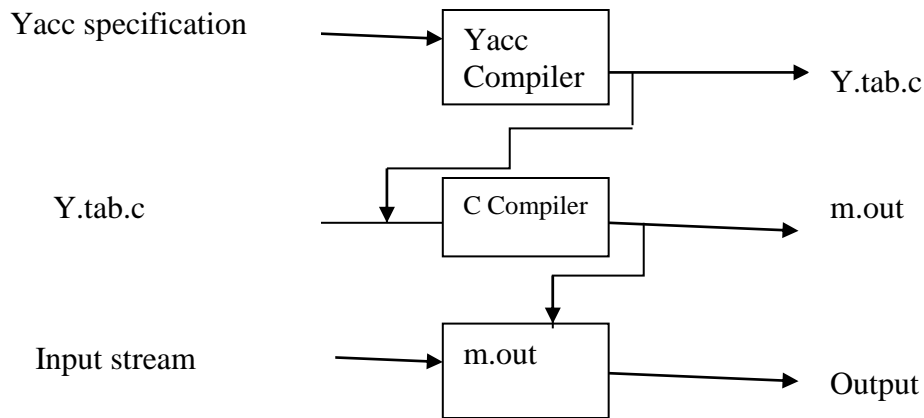 Yacc specification
Yacc
Compiler
Y.tab.c
Y.tab.c
C Compiler
m.out
Input stream
m.out
Output